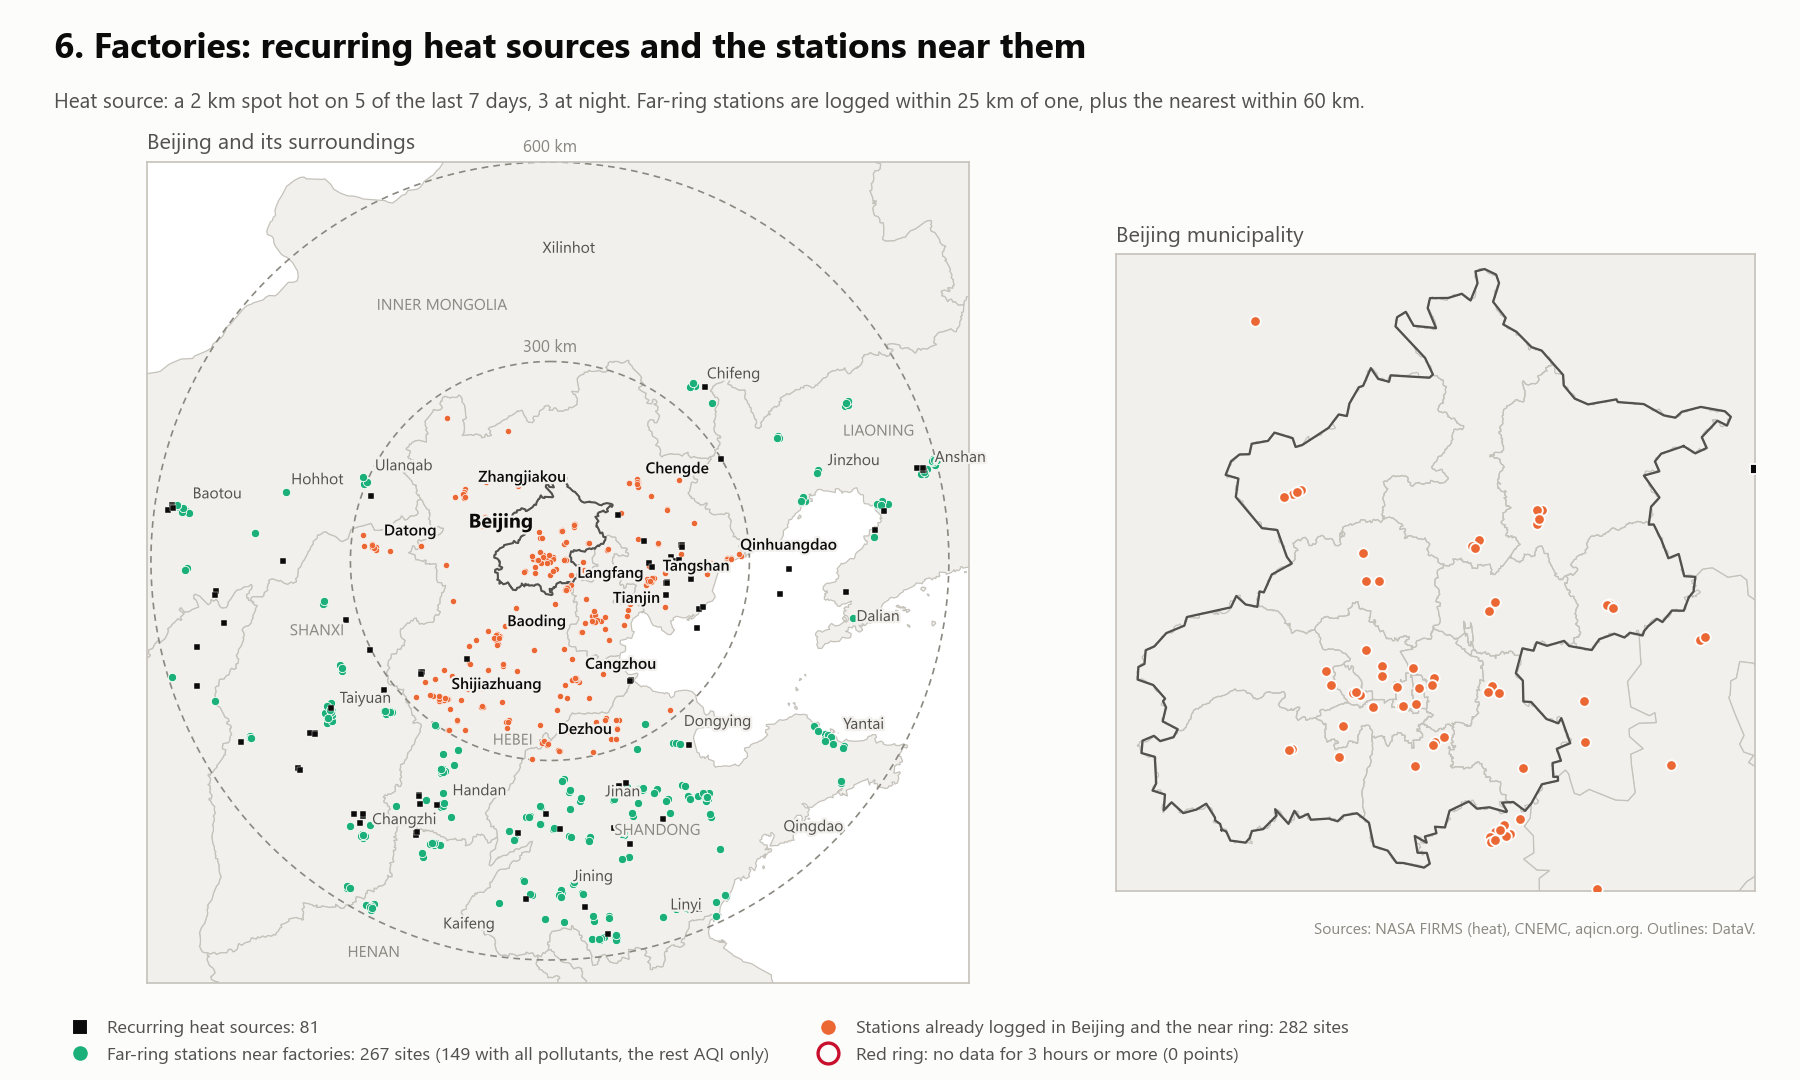 6. Factories: recurring heat sources and the stations near them
Heat source: a 2 km spot hot on 5 of the last 7 days, 3 at night. Far-ring stations are logged within 25 km of one, plus the nearest within 60 km.
Beijing and its surroundings
600 km
Xilinhot
INNER MONGOLIA
300 km
Chifeng
LIAONING
Ulanqab
Zhangjiakou
Chengde
Jinzhou
Anshan
Hohhot
Baotou
Beijing
Datong
Qinhuangdao
Langfang
Tangshan
Tianjin
SHANXI
Baoding
Dalian
Cangzhou
Shijiazhuang
Taiyuan
Dezhou
Dongying
Yantai
HEBEI
Handan
Jinan
Changzhi
SHANDONG
Qingdao
Jining
Linyi
Kaifeng
HENAN
Beijing municipality
Sources: NASA FIRMS (heat), CNEMC, aqicn.org. Outlines: DataV.
Recurring heat sources: 81
Far-ring stations near factories: 267 sites (149 with all pollutants, the rest AQI only)
Stations already logged in Beijing and the near ring: 282 sites
Red ring: no data for 3 hours or more (0 points)